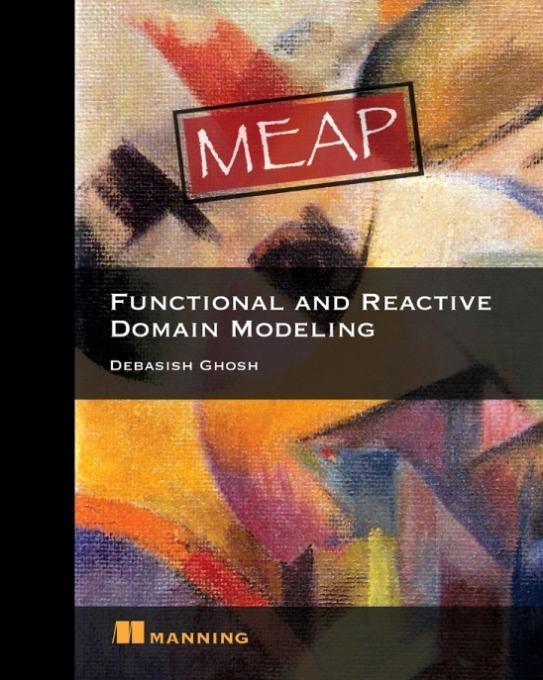 MEAP
FUNCTIONAL AND REACTIVE
DOMAIN MODELING
DEBASISH GHOSH
MANNING